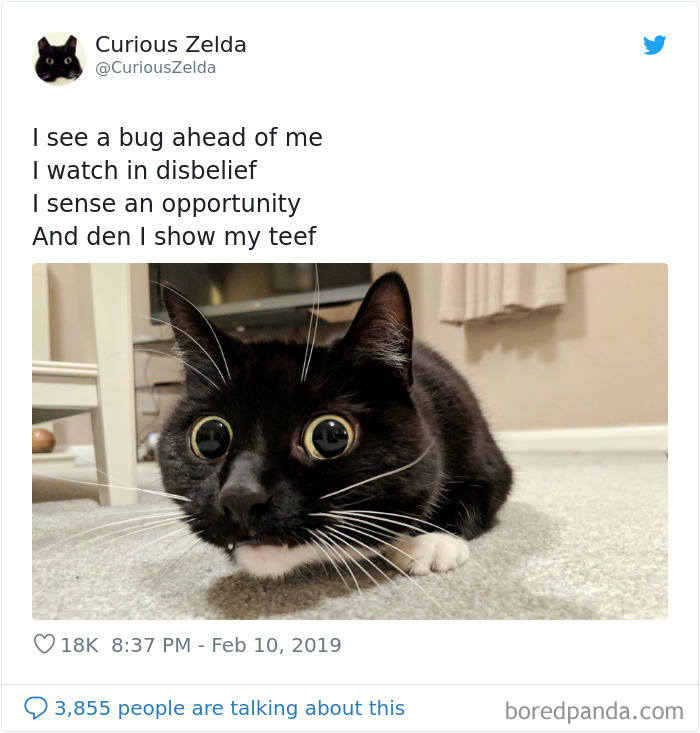 Curious Zelda
@CuriousZelda
I see a bug ahead of me
I watch in disbelief
I sense an opportunity
And den I show my teef
18K 8:37 PM - Feb 10, 2019
3,855 people are talking about this
boredpanda.com